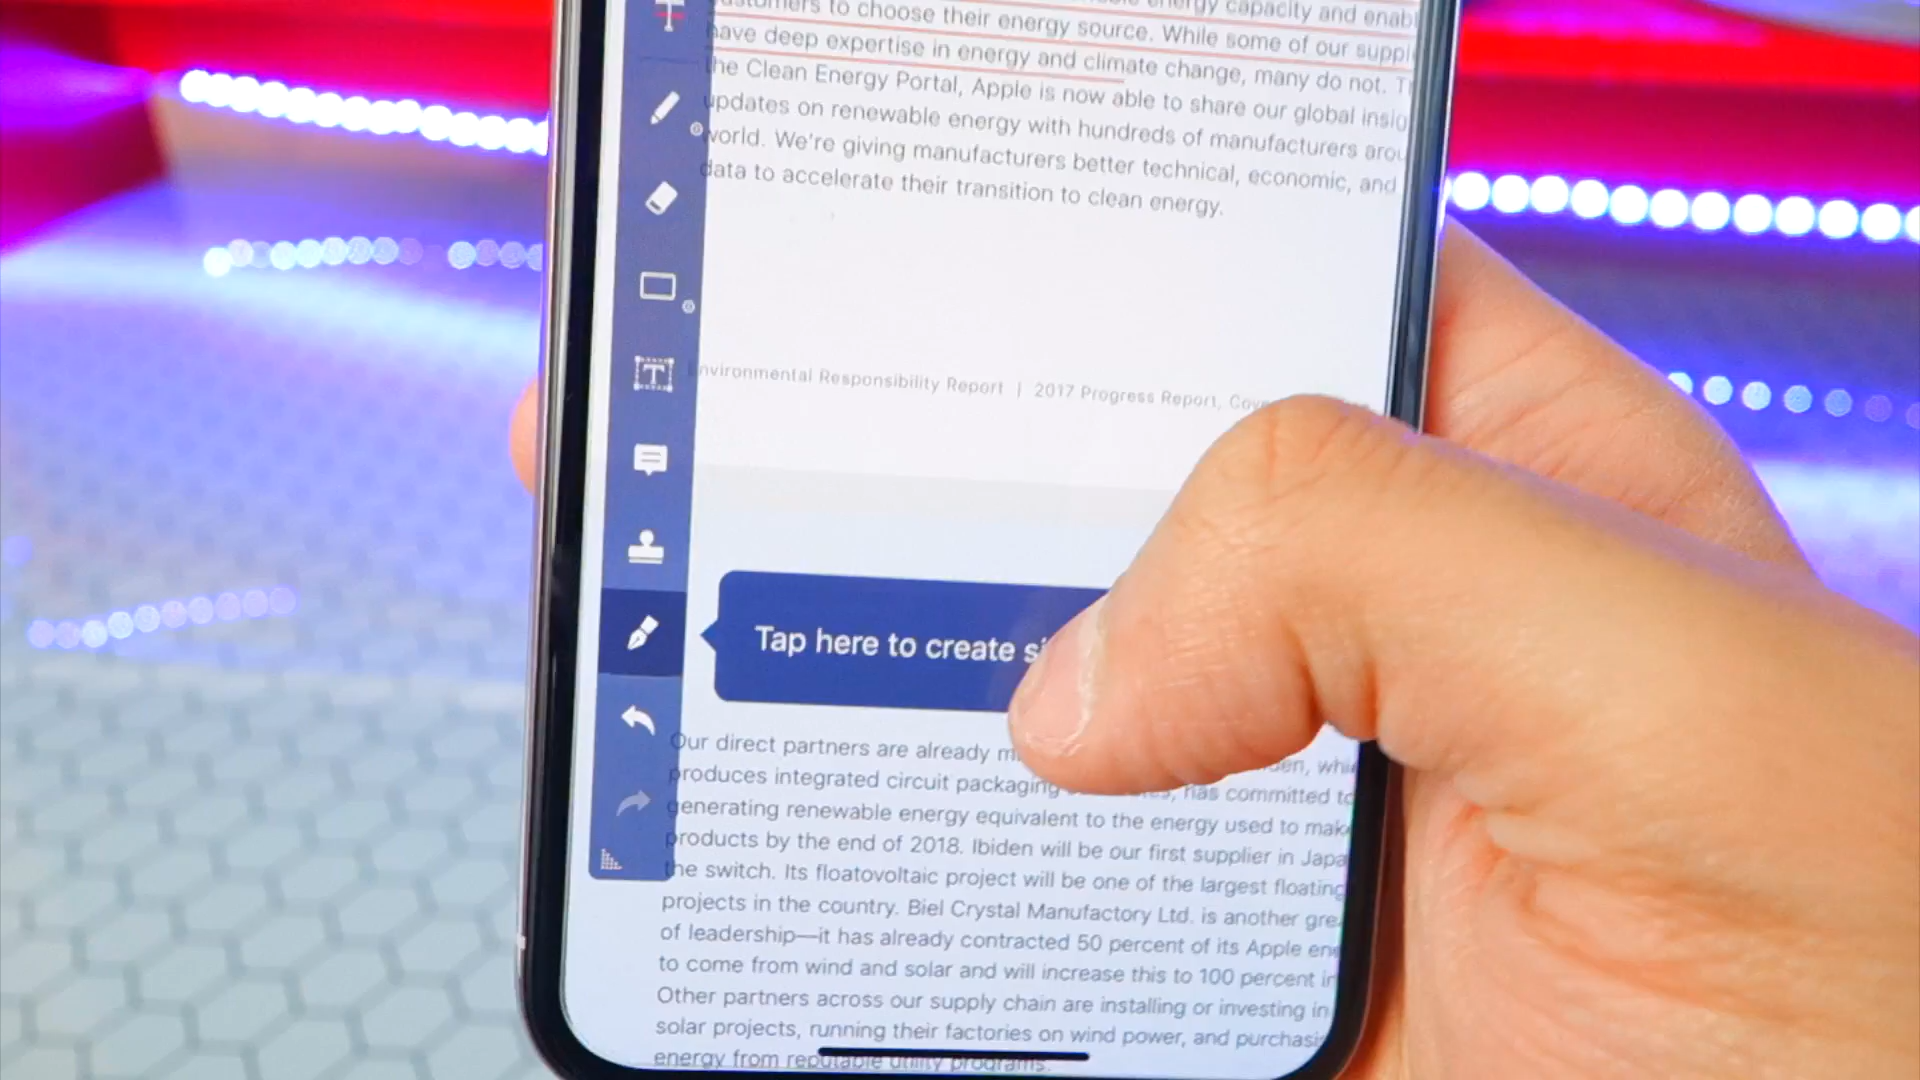 customers to choose their energy source. While some of our
have deep expertise in energy and climate change, many do not.
the Clean Energy Portal, Apple is now able to share our global
updates on renewable energy with hundreds of manufacturers
world. We're giving manufacturers better technical, economic, and
data to accelerate their transition to clean energy.
Environmental Responsibility Report | 2017 Progress Report,
Tap here to create
Our direct partners are already
produces integrated circuit packaging has committed to
generating renewable energy equivalent to the energy used to
products by the end of 2018. Ibiden will be our first supplier in
the switch. Its floatovoltaic project will be one of the largest floating
projects in the country. Biel Crystal Manufactory Ltd. is another
of leadership—it has already contracted 50 percent of its Apple
to come from wind and solar and will increase this to 100 percent
Other partners across our supply chain are installing or investing in
solar projects, running their factories on wind power, and
energy from reputable utility programs.